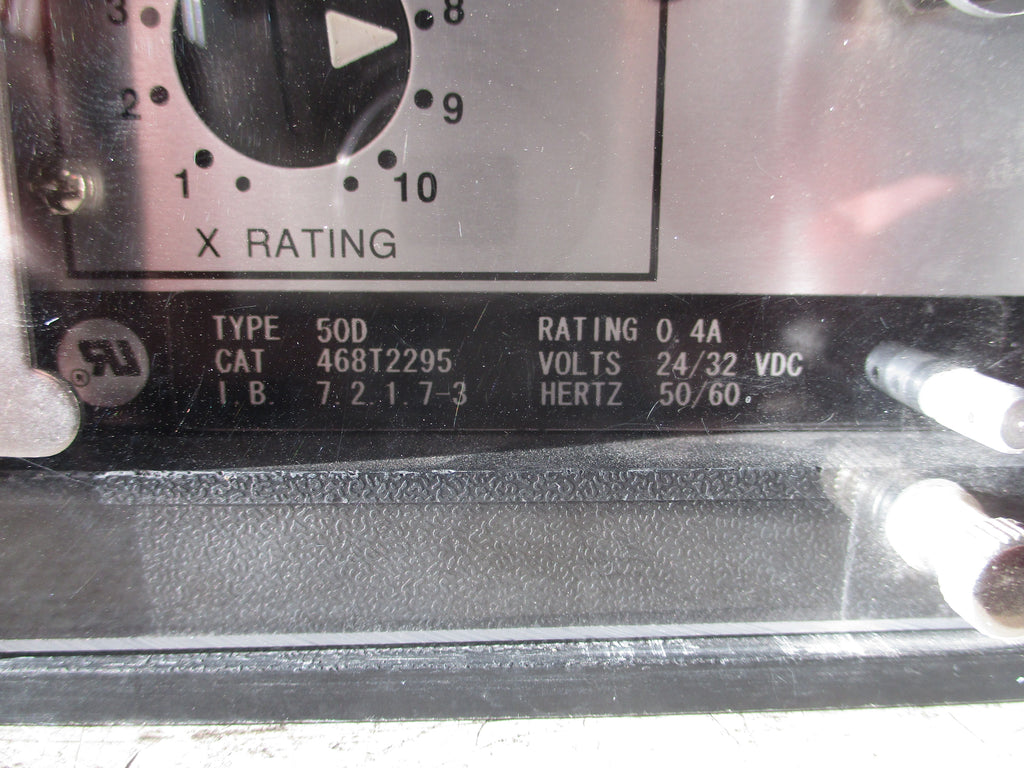 3
8
2
9
1
10
X RATING
TYPE 50D
CAT 468T2295
I.B. 7.2.1.7-3
RATING 0.4A
VOLTS 24/32 VDC
HERTZ 50/60
UR®